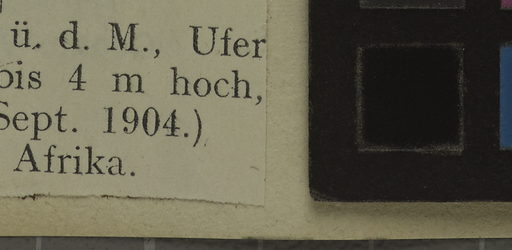 ü. d. M., Ufer
bis 4 m hoch,
Sept. 1904.)
Afrika.